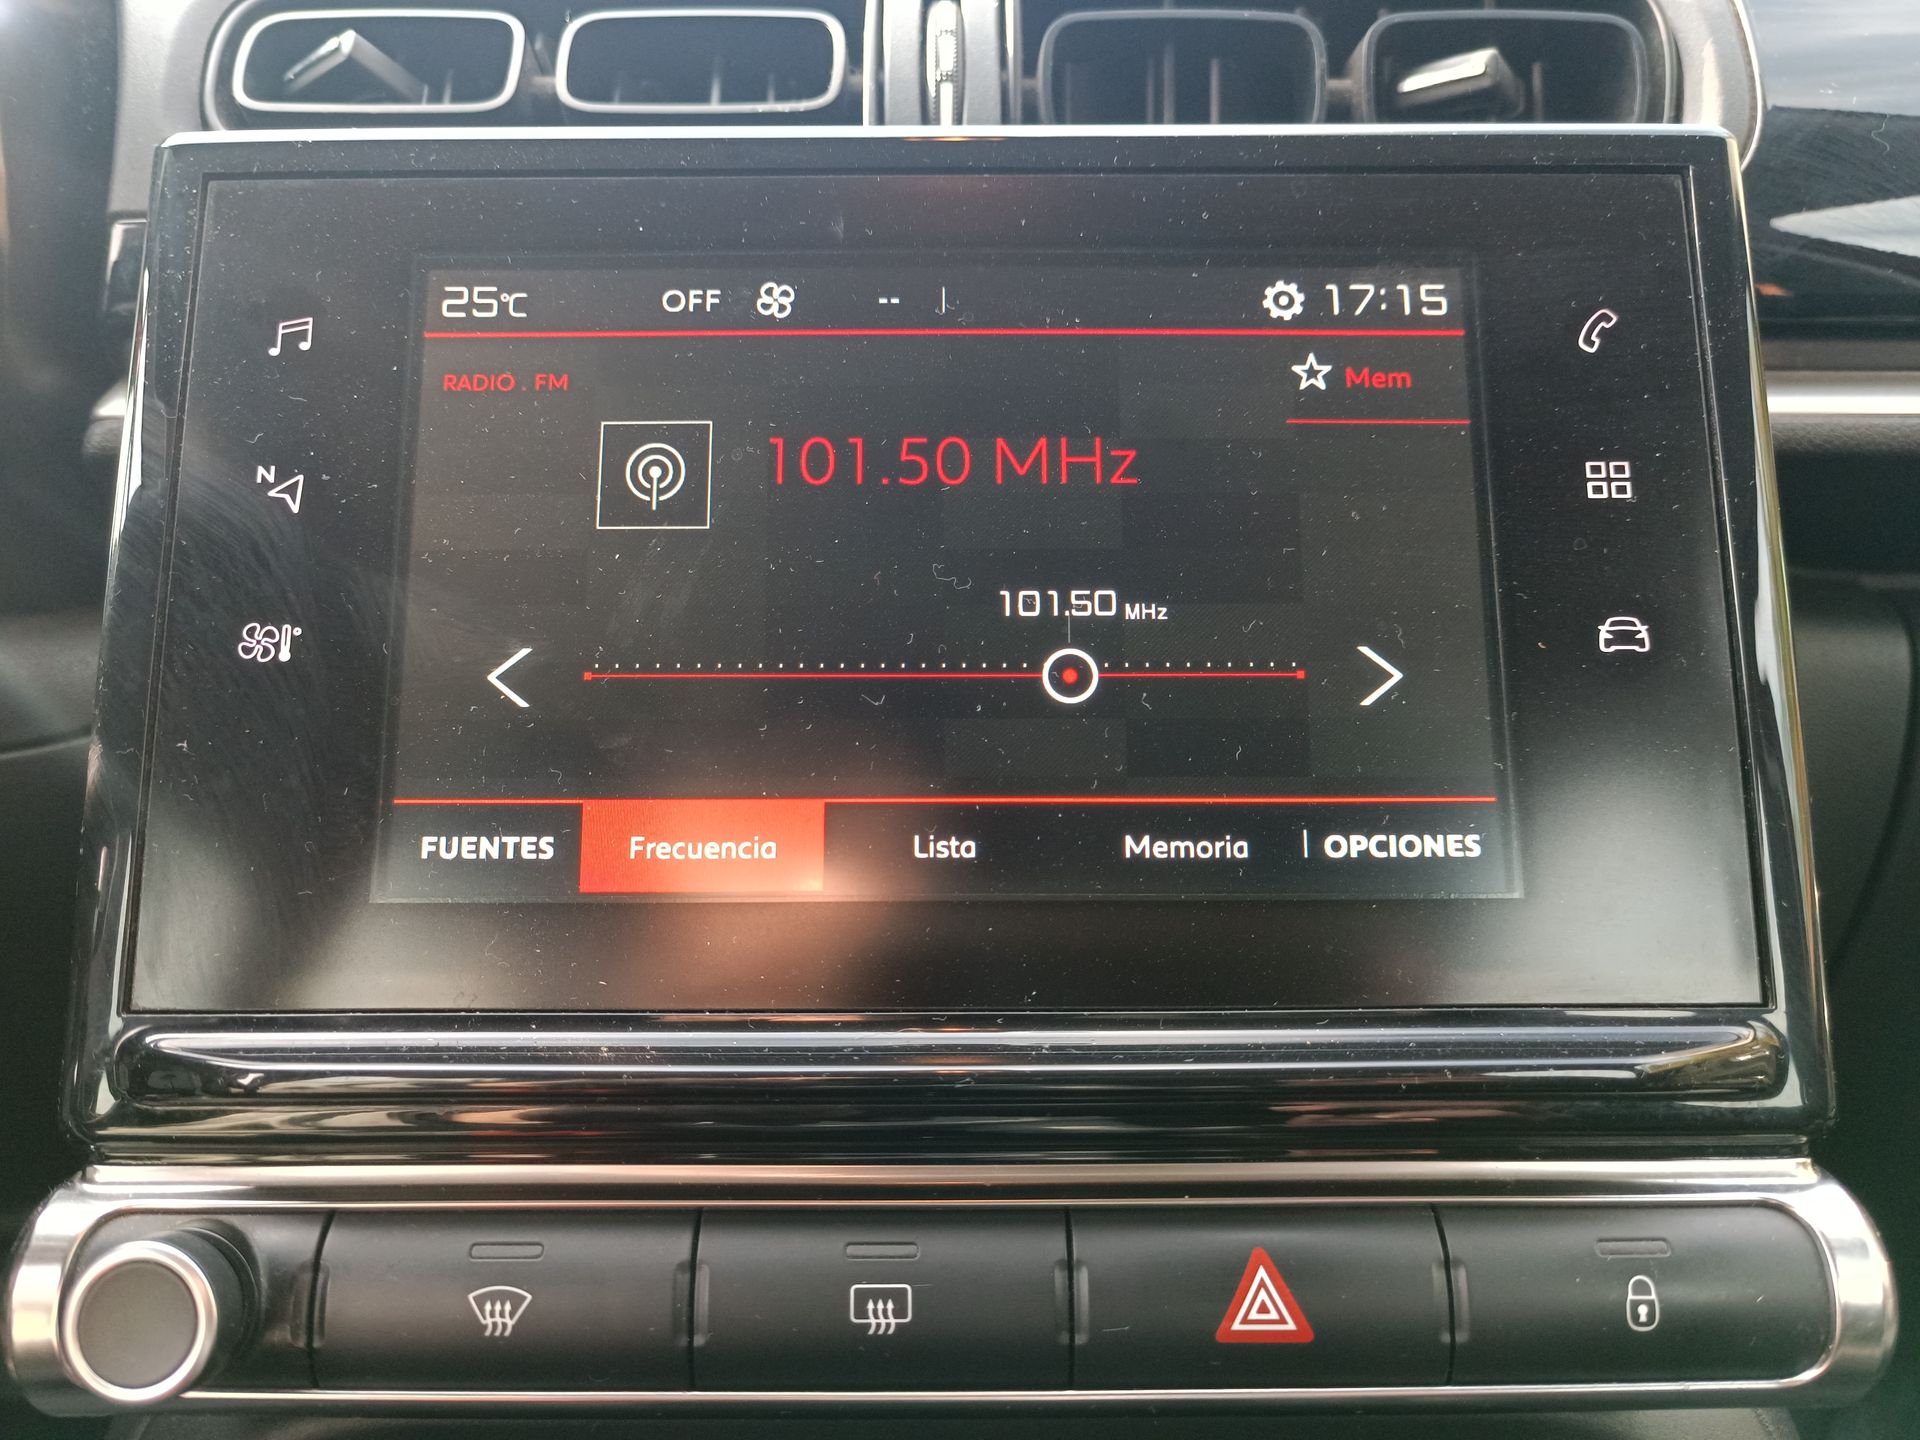 25°C OFF -- 17:15
RADIO . FM
Mem
N
101.50 MHz
101.50 MHz
FUENTES Frecuencia Lista Memoria OPCIONES